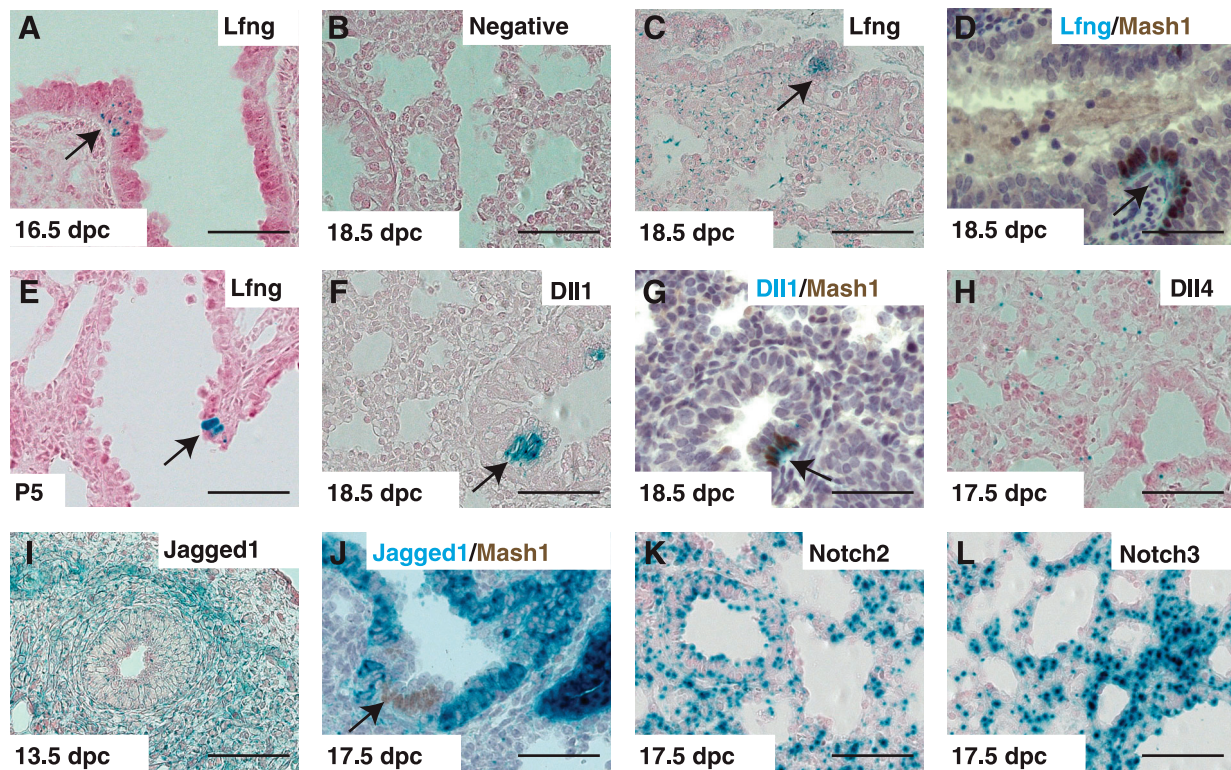 A Lfng
16.5 dpc
B Negative
18.5 dpc
C Lfng
18.5 dpc
D Lfng/Mash1
18.5 dpc
E Lfng
P5
F Dll1
18.5 dpc
G Dll1/Mash1
18.5 dpc
H Dll4
17.5 dpc
I Jagged1
13.5 dpc
J Jagged1/Mash1
17.5 dpc
K Notch2
17.5 dpc
L Notch3
17.5 dpc